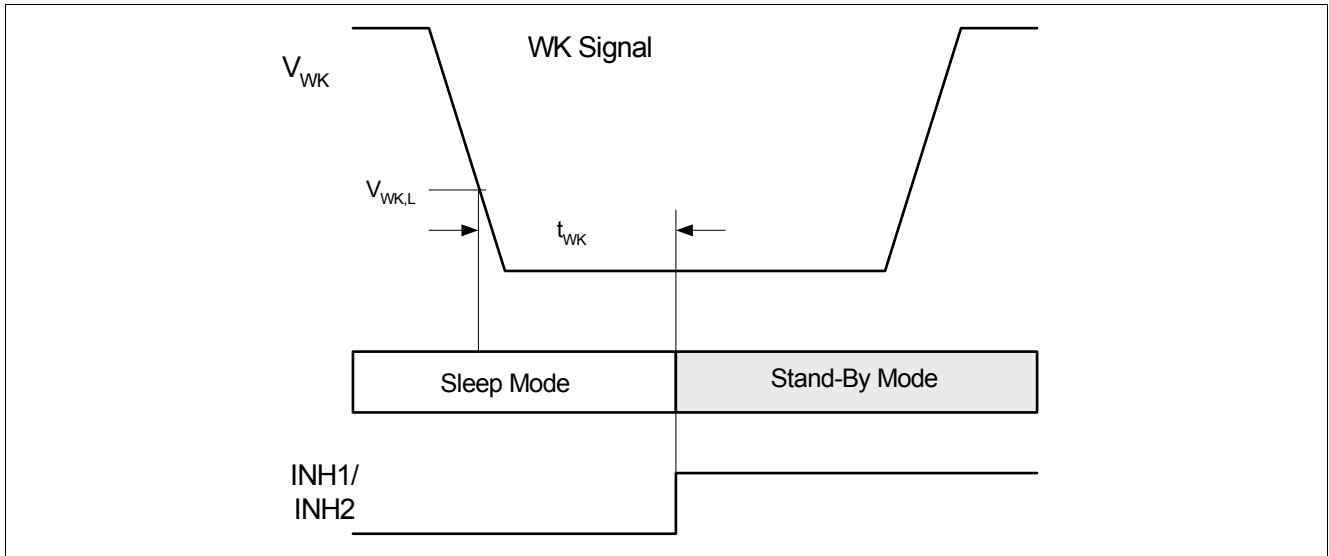 WK Signal
V_WK
V_WK,L
t_WK
Sleep Mode
Stand-By Mode
INH1/
INH2